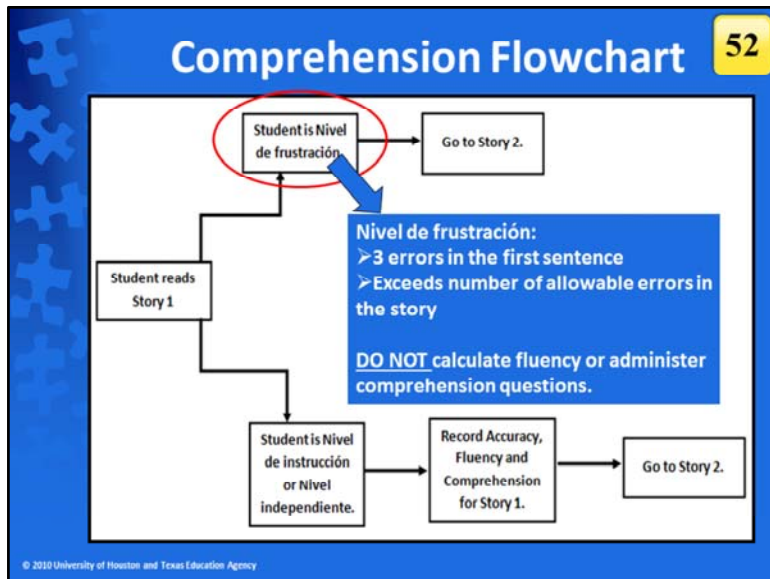 Comprehension Flowchart
52
Student is Nivel
de frustración.
Go to Story 2.
Nivel de frustración:
➢3 errors in the first sentence
➢Exceeds number of allowable errors in
the story
DO NOT calculate fluency or administer
comprehension questions.
Student reads
Story 1
Student is Nivel
de instrucción
or Nivel
independiente.
Record Accuracy,
Fluency and
Comprehension
for Story 1.
Go to Story 2.
© 2010 University of Houston and Texas Education Agency